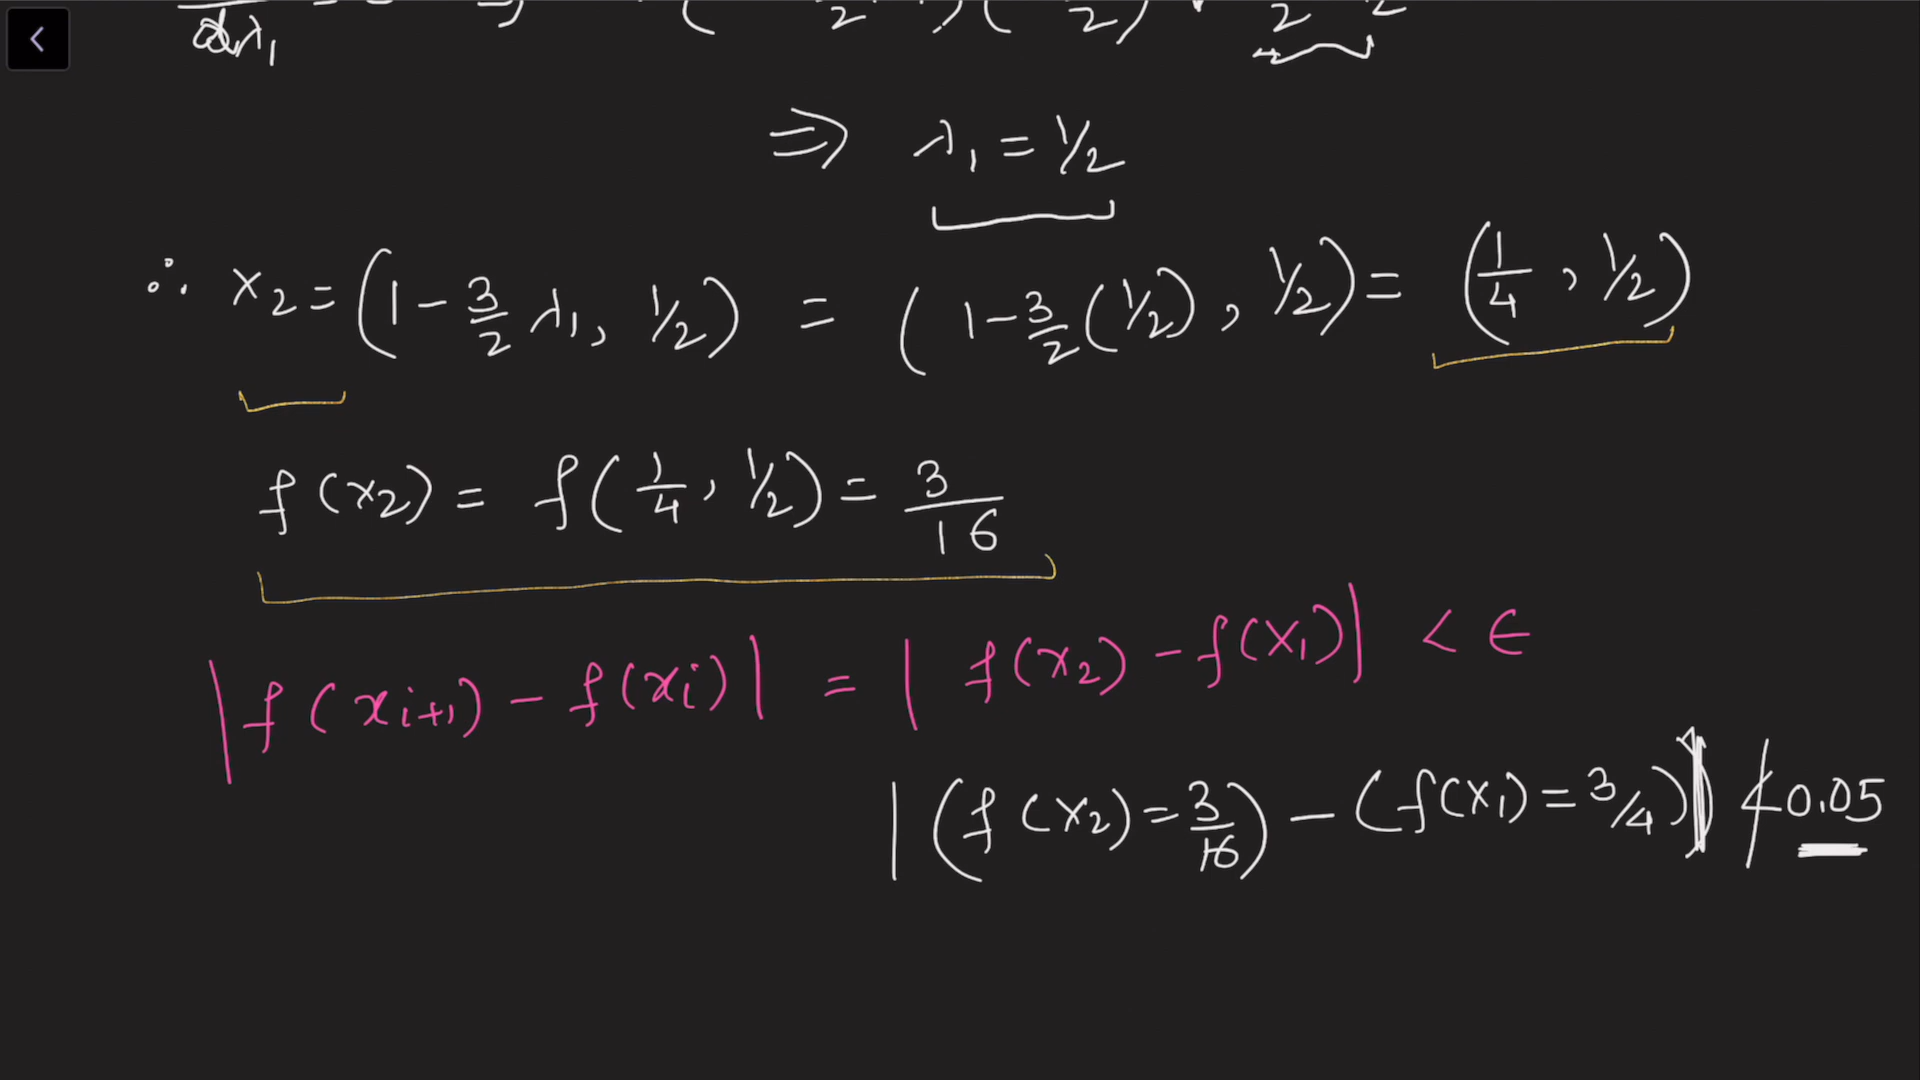 dλ₁
⇒ λ₁ = 1/2
∴ x₂ = (1 - 3/2 λ₁, 1/2) = (1 - 3/2 (1/2), 1/2) = (1/4, 1/2)
f(x₂) = f(1/4, 1/2) = 3/16
|f(xᵢ₊₁) - f(xᵢ)| = |f(x₂) - f(x₁)| < ϵ
|(f(x₂) = 3/16) - (f(x₁) = 3/4)| ≮ 0.05